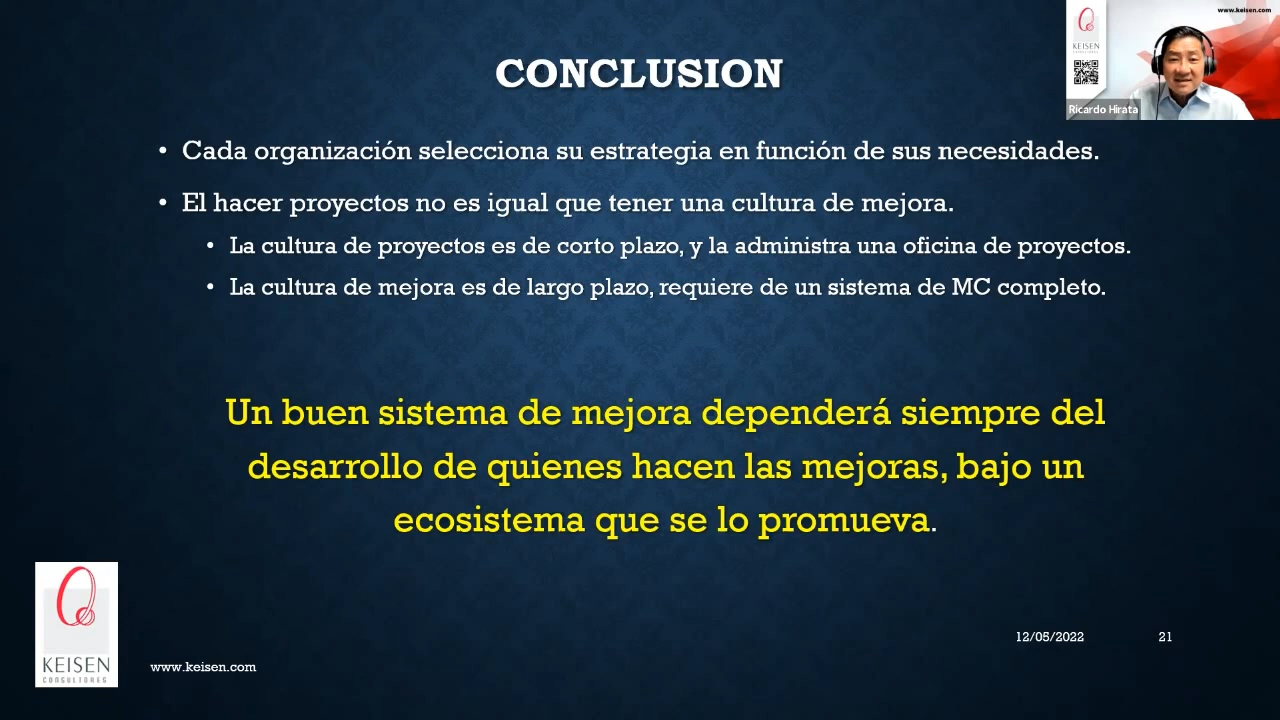 www.keisen.com
KEISEN
Ricardo Hirata
CONCLUSION
• Cada organización selecciona su estrategia en función de sus necesidades.
• El hacer proyectos no es igual que tener una cultura de mejora.
• La cultura de proyectos es de corto plazo, y la administra una oficina de proyectos.
• La cultura de mejora es de largo plazo, requiere de un sistema de MC completo.
Un buen sistema de mejora dependerá siempre del
desarrollo de quienes hacen las mejoras, bajo un
ecosistema que se lo promueva.
12/05/2022
21
KEISEN
CONSULTORES
www.keisen.com